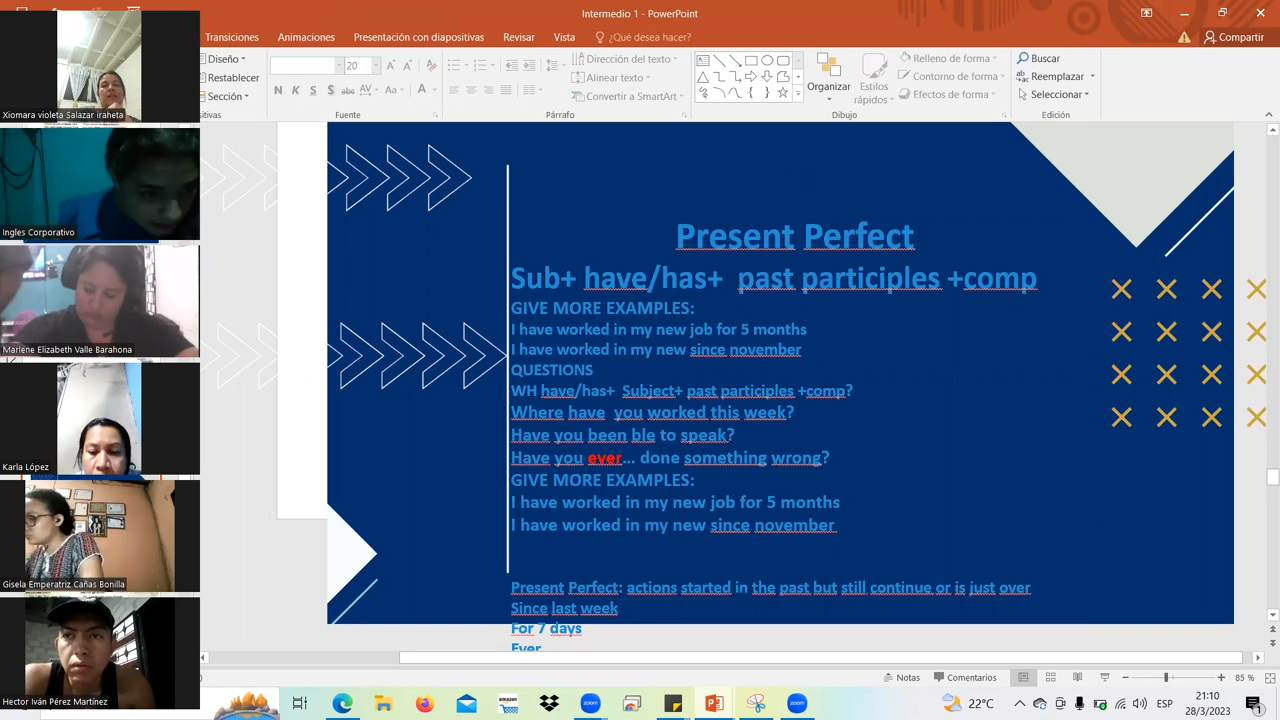 Intermedio 1 - PowerPoint
Transiciones Animaciones Presentación con diapositivas Revisar Vista ¿Qué desea hacer? Compartir
Diseño
Restablecer
Sección
20
N K S abc AV Aa A
Fuente
Dirección del texto
Alinear texto
Convertir a SmartArt
Párrafo
Organizar
Estilos
rápidos
Relleno de forma
Contorno de forma
Efectos de forma
Dibujo
Buscar
Reemplazar
Seleccionar
Edición
Xiomara violeta Salazar iraheta
Ingles Corporativo
Marlene Elizabeth Valle Barahona
Karla López
Gisela Emperatriz Cañas Bonilla
Hector Iván Pérez Martínez
Present Perfect
Sub+ have/has+ past participles +comp
GIVE MORE EXAMPLES:
I have worked in my new job for 5 months
I have worked in my new since november
QUESTIONS
WH have/has+ Subject+ past participles +comp?
Where have you worked this week?
Have you been ble to speak?
Have you ever... done something wrong?
GIVE MORE EXAMPLES:
I have worked in my new job for 5 months
I have worked in my new since november
Present Perfect: actions started in the past but still continue or is just over
Since last week
For 7 days
Ever
Notas Comentarios 85 %
22°C ESP
21:10
28/3/2023